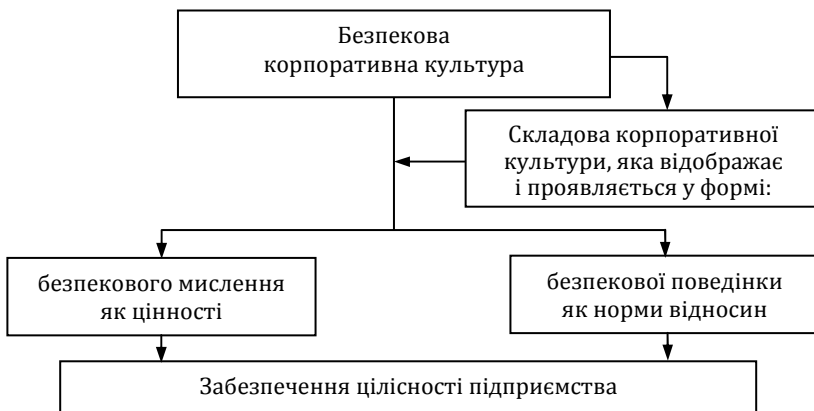 Безпекова
корпоративна культура
Складова корпоративної
культури, яка відображає
і проявляється у формі:
безпекового мислення
як цінності
безпекової поведінки
як норми відносин
Забезпечення цілісності підприємства